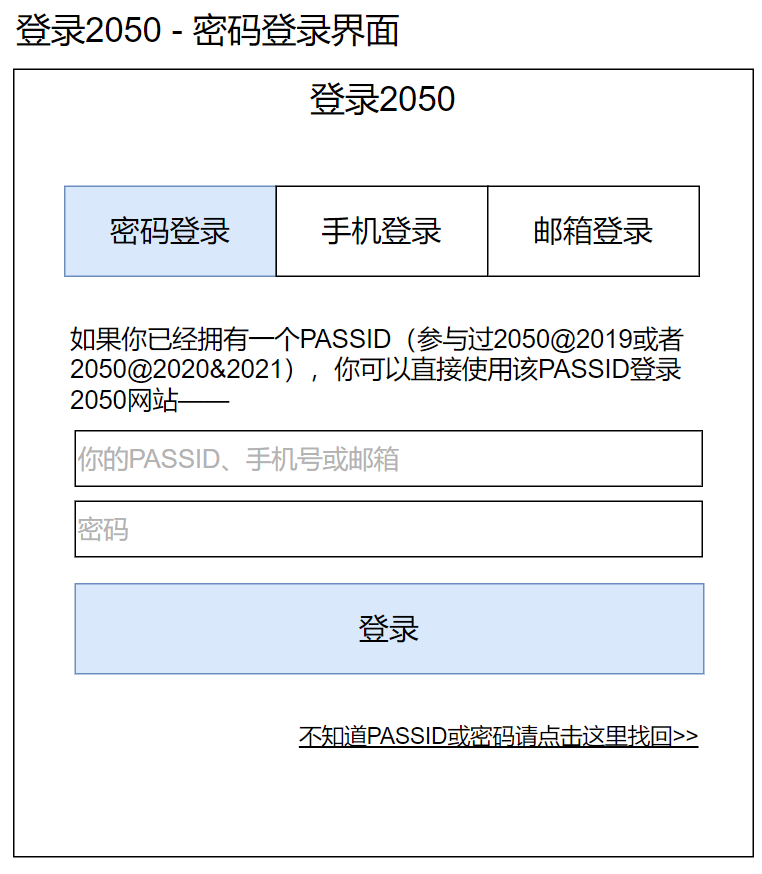 登录2050 - 密码登录界面
登录2050
密码登录
手机登录
邮箱登录
如果你已经拥有一个PASSID（参与过2050@2019或者
2050@2020&2021），你可以直接使用该PASSID登录
2050网站——
你的PASSID、手机号或邮箱
密码
登录
不知道PASSID或密码请点击这里找回>>